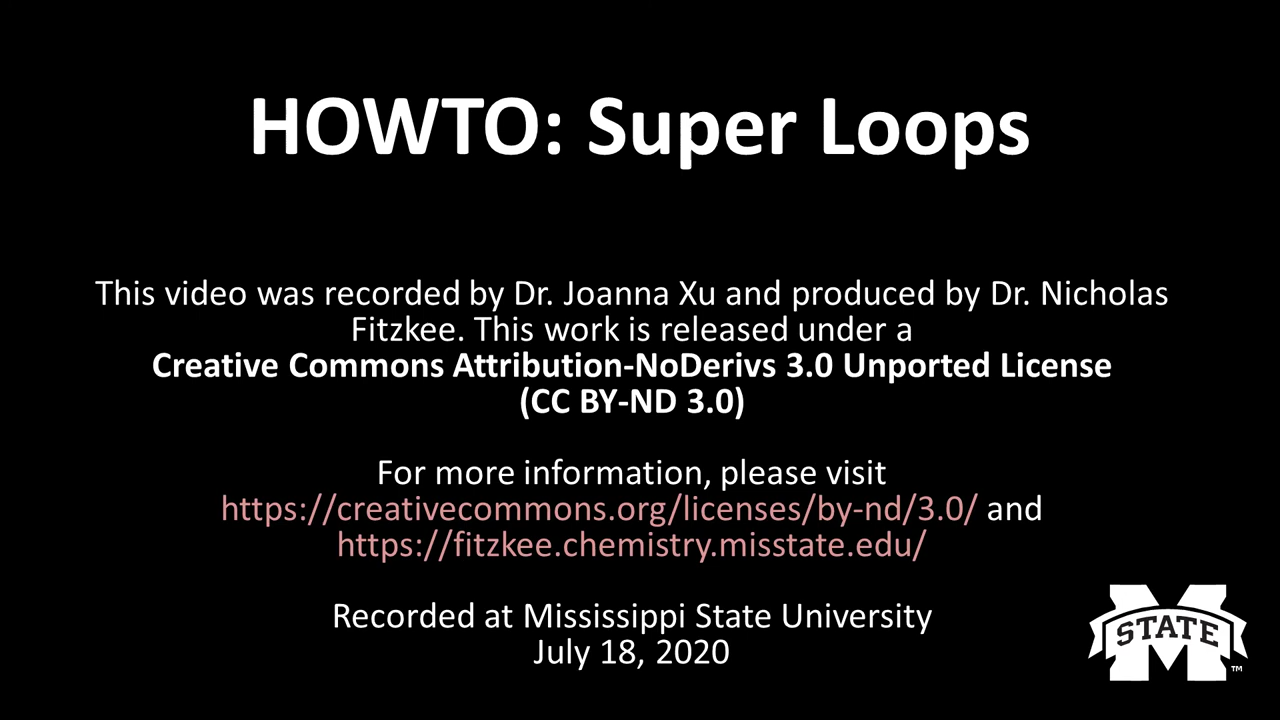 HOWTO: Super Loops
This video was recorded by Dr. Joanna Xu and produced by Dr. Nicholas
Fitzkee. This work is released under a
Creative Commons Attribution-NoDerivs 3.0 Unported License
(CC BY-ND 3.0)
For more information, please visit
https://creativecommons.org/licenses/by-nd/3.0/ and
https://fitzkee.chemistry.misstate.edu/
Recorded at Mississippi State University
July 18, 2020
M STATE ™